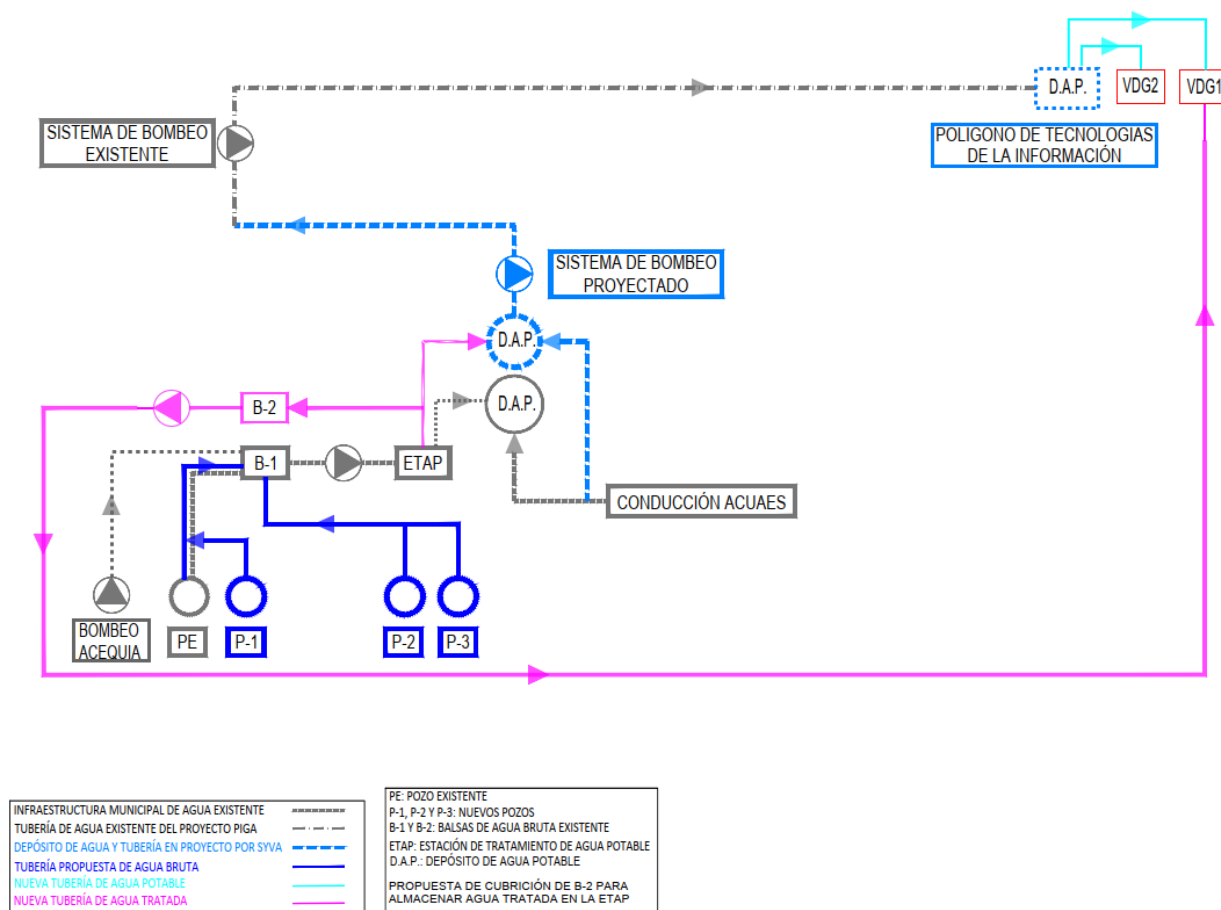 D.A.P.
VDG2
VDG1
SISTEMA DE BOMBEO
EXISTENTE
POLIGONO DE TECNOLOGIAS
DE LA INFORMACIÓN
SISTEMA DE BOMBEO
PROYECTADO
D.A.P.
D.A.P.
B-2
B-1
ETAP
CONDUCCIÓN ACUAES
BOMBEO
ACEQUIA
PE
P-1
P-2
P-3
INFRAESTRUCTURA MUNICIPAL DE AGUA EXISTENTE
TUBERÍA DE AGUA EXISTENTE DEL PROYECTO PIGA
DEPÓSITO DE AGUA Y TUBERÍA EN PROYECTO POR SYVA
TUBERÍA PROPUESTA DE AGUA BRUTA
NUEVA TUBERÍA DE AGUA POTABLE
NUEVA TUBERÍA DE AGUA TRATADA
PE: POZO EXISTENTE
P-1, P-2 Y P-3: NUEVOS POZOS
B-1 Y B-2: BALSAS DE AGUA BRUTA EXISTENTE
ETAP: ESTACIÓN DE TRATAMIENTO DE AGUA POTABLE
D.A.P.: DEPÓSITO DE AGUA POTABLE
PROPUESTA DE CUBRICIÓN DE B-2 PARA
ALMACENAR AGUA TRATADA EN LA ETAP